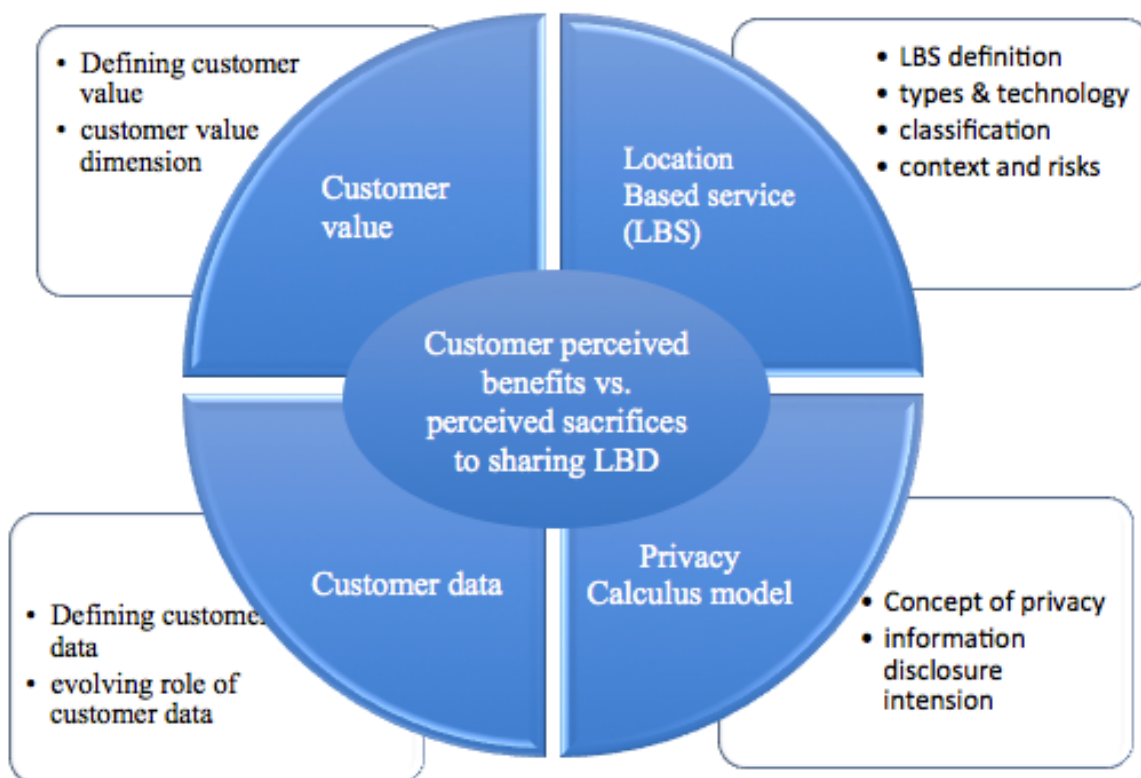 • Defining customer
value
• customer value
dimension
Customer
value
• LBS definition
• types & technology
• classification
• context and risks
Location
Based service
(LBS)
Customer perceived
benefits vs.
perceived sacrifices
to sharing LBD
Customer data
• Defining customer
data
• evolving role of
customer data
Privacy
Calculus model
• Concept of privacy
• information
disclosure
intension